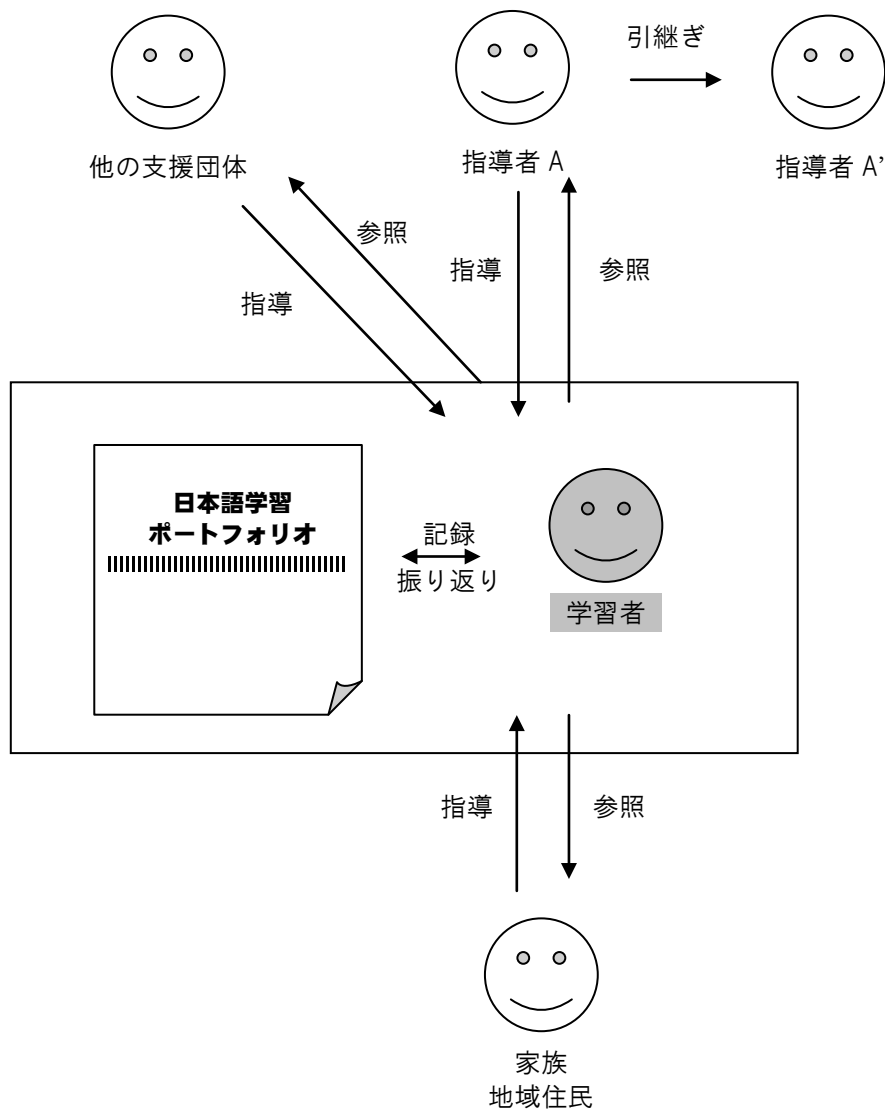 引継ぎ
他の支援団体
指導者 A
指導者 A’
参照
指導
指導
参照
日本語学習
ポートフォリオ
記録
振り返り
学習者
指導
参照
家族
地域住民